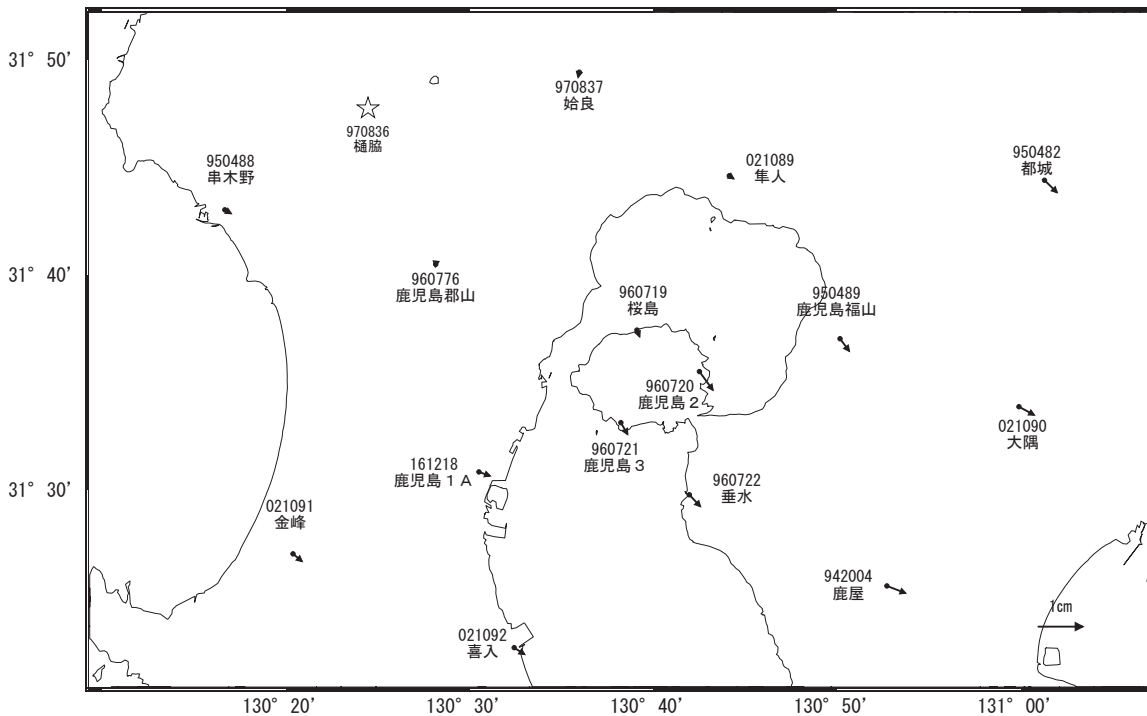 31° 50'
970837
姶良
970836
樋脇
950488
串木野
021089
隼人
950482
都城
31° 40'
960776
鹿児島郡山
960719
桜島
950489
鹿児島福山
960720
鹿児島2
021090
大隅
960721
鹿児島3
161218
鹿児島1A
960722
垂水
31° 30'
021091
金峰
942004
鹿屋
1cm
021092
喜入
130° 20'
130° 30'
130° 40'
130° 50'
131° 00'